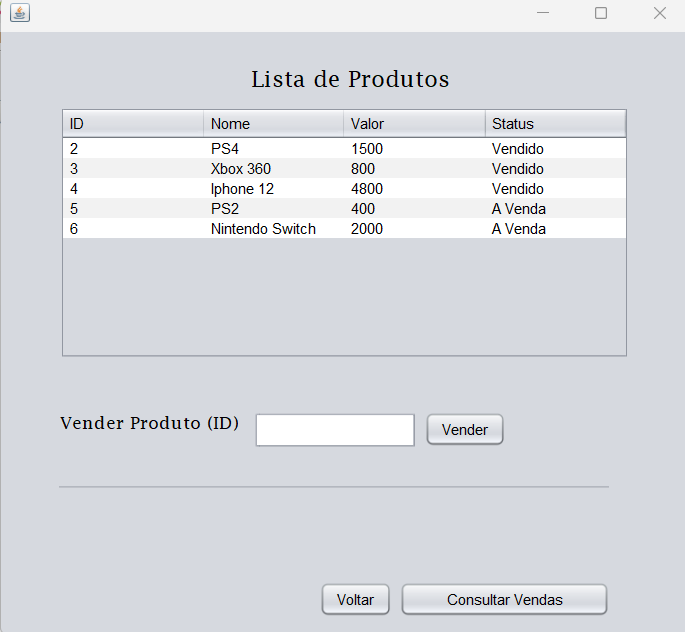 Lista de Produtos
ID Nome Valor Status
2 PS4 1500 Vendido
3 Xbox 360 800 Vendido
4 Iphone 12 4800 Vendido
5 PS2 400 A Venda
6 Nintendo Switch 2000 A Venda
Vender Produto (ID) Vender
Voltar Consultar Vendas